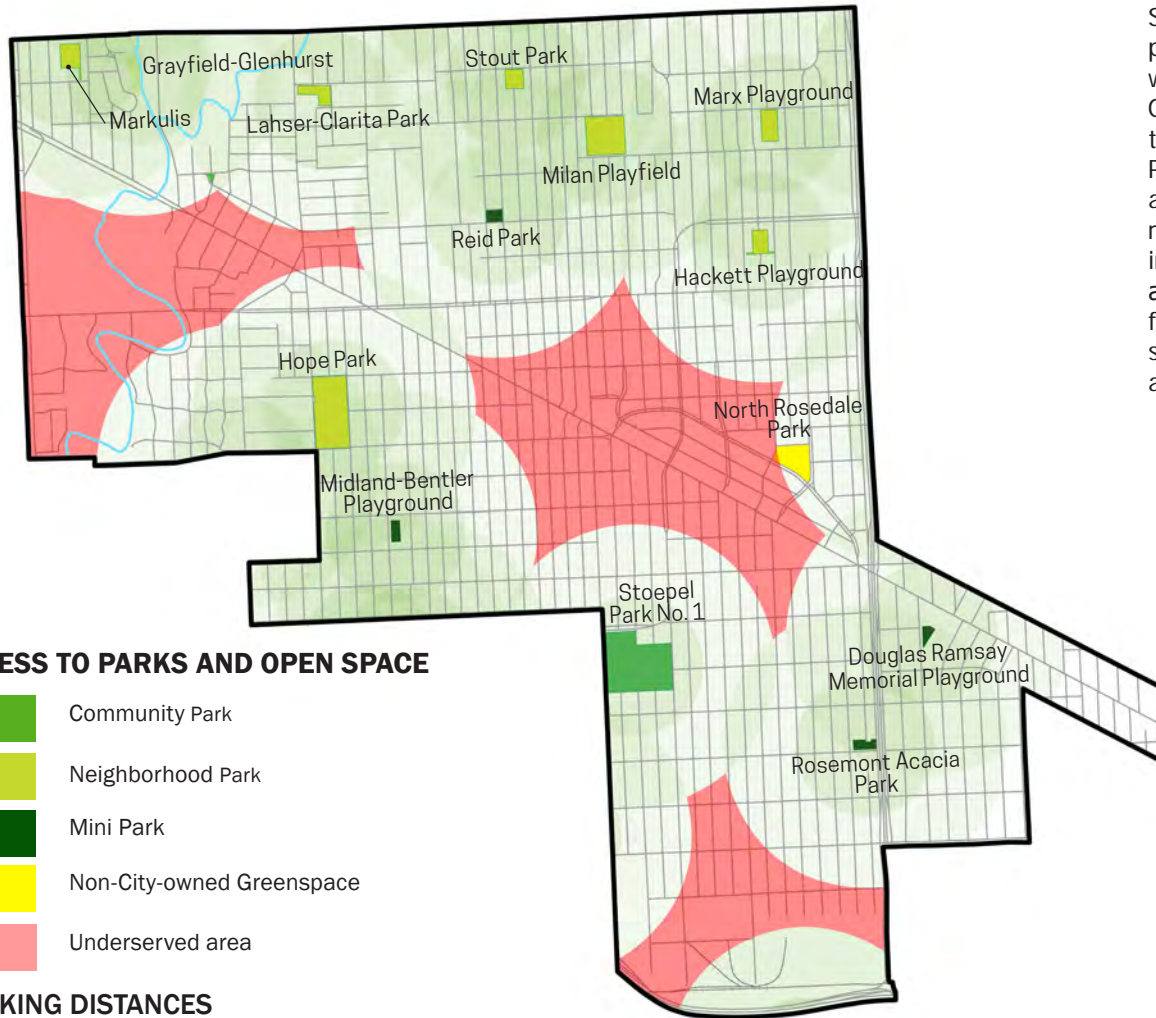 Grayfield-Glenhurst
Markulis
Lahser-Clarita Park
Stout Park
Marx Playground
Milan Playfield
Reid Park
Hackett Playground
Hope Park
North Rosedale
Park
Midland-Bentler
Playground
Stoepel
Park No. 1
Douglas Ramsay
Memorial Playground
Rosemont Acacia
Park
ESS TO PARKS AND OPEN SPACE
Community Park
Neighborhood Park
Mini Park
Non-City-owned Greenspace
Underserved area
KING DISTANCES